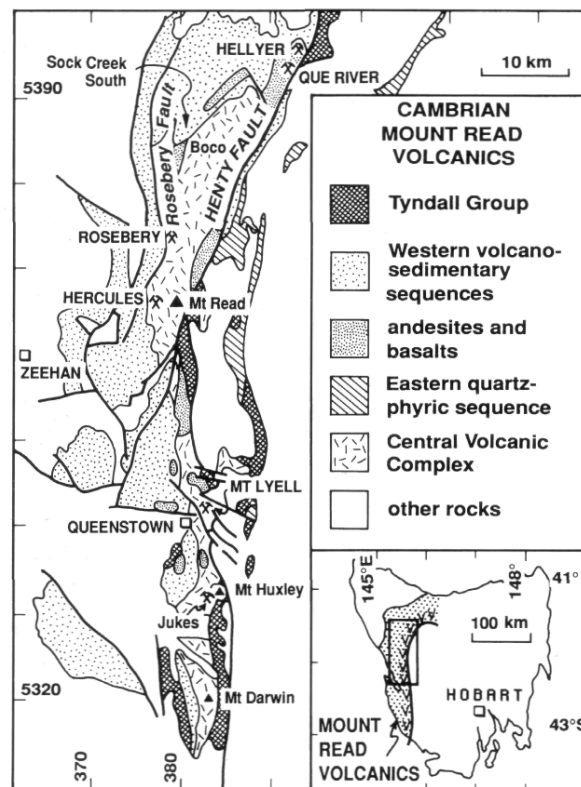 Sock Creek
South
HELLYER
QUE RIVER
10 km
5390
Rosebery Fault
Boco
HENTY FAULT
ROSEBERY
HERCULES
Mt Read
ZEEHAN
MT LYELL
QUEENSTOWN
Mt Huxley
Jukes
5320
Mt Darwin
370
380
CAMBRIAN
MOUNT READ
VOLCANICS
Tyndall Group
Western volcano-
sedimentary
sequences
andesites and
basalts
Eastern quartz-
phyric sequence
Central Volcanic
Complex
other rocks
145°E
148°
41°
100 km
HOBART
43°S
MOUNT
READ
VOLCANICS